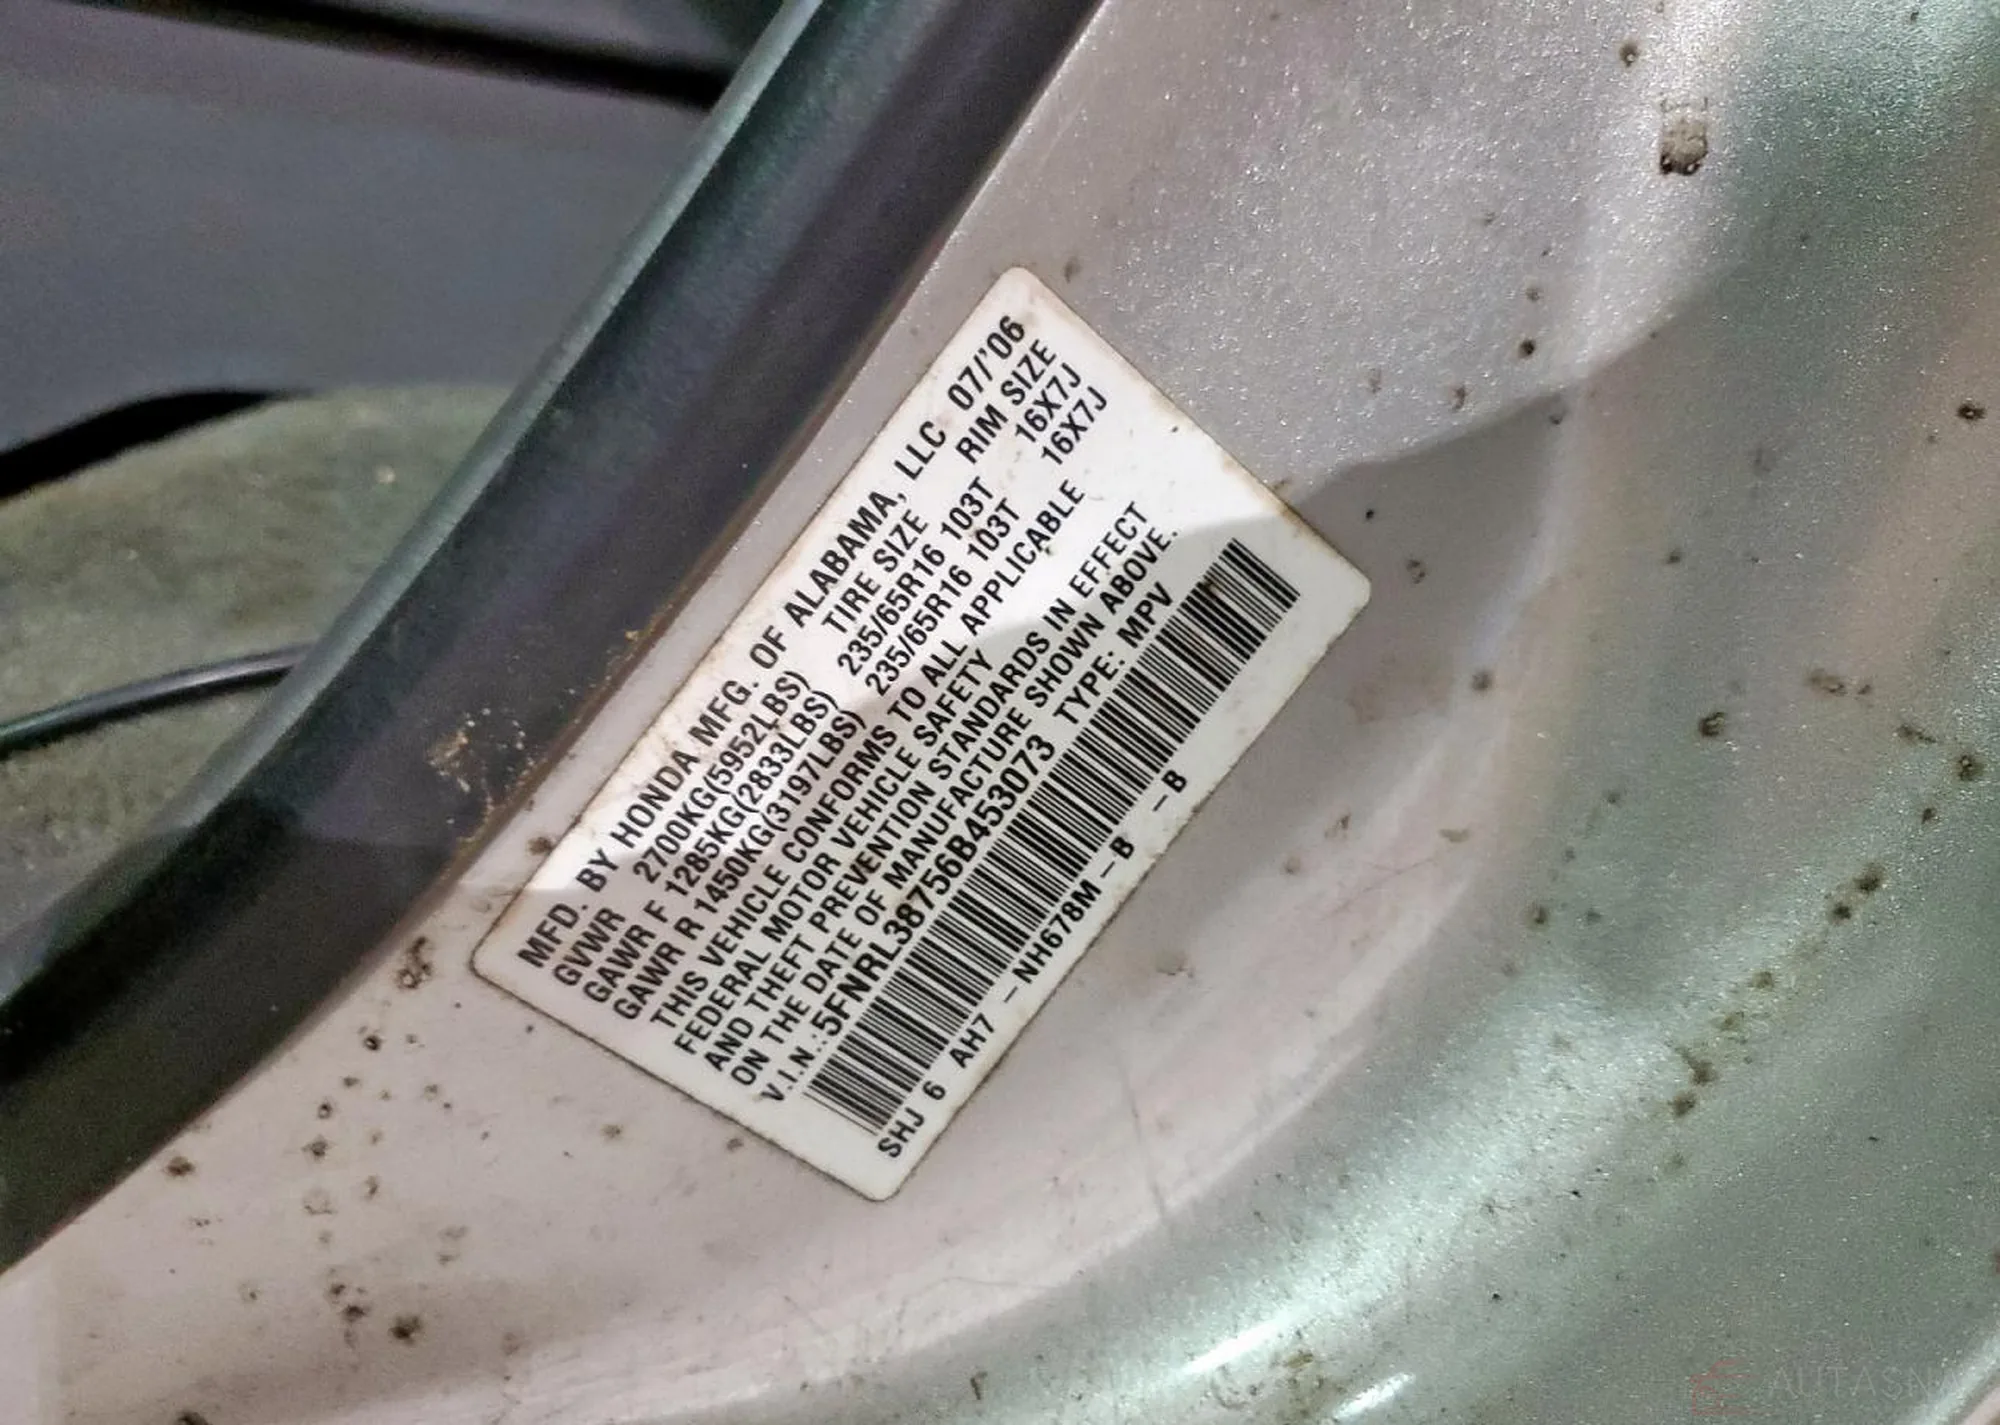 MFD. BY HONDA MFG. OF ALABAMA, LLC 07/'06
GVWR 2700KG(5952LBS) TIRE SIZE RIM SIZE
GAWR F 1285KG(2833LBS) 235/65R16 103T 16X7J
GAWR R 1450KG(3197LBS) 235/65R16 103T 16X7J
THIS VEHICLE CONFORMS TO ALL APPLICABLE
FEDERAL MOTOR VEHICLE SAFETY
AND THEFT PREVENTION STANDARDS IN EFFECT
ON THE DATE OF MANUFACTURE SHOWN ABOVE.
V.I.N.:5FNRL38756B453073 TYPE: MPV
SHJ 6 AH7 -NH678M-B -B